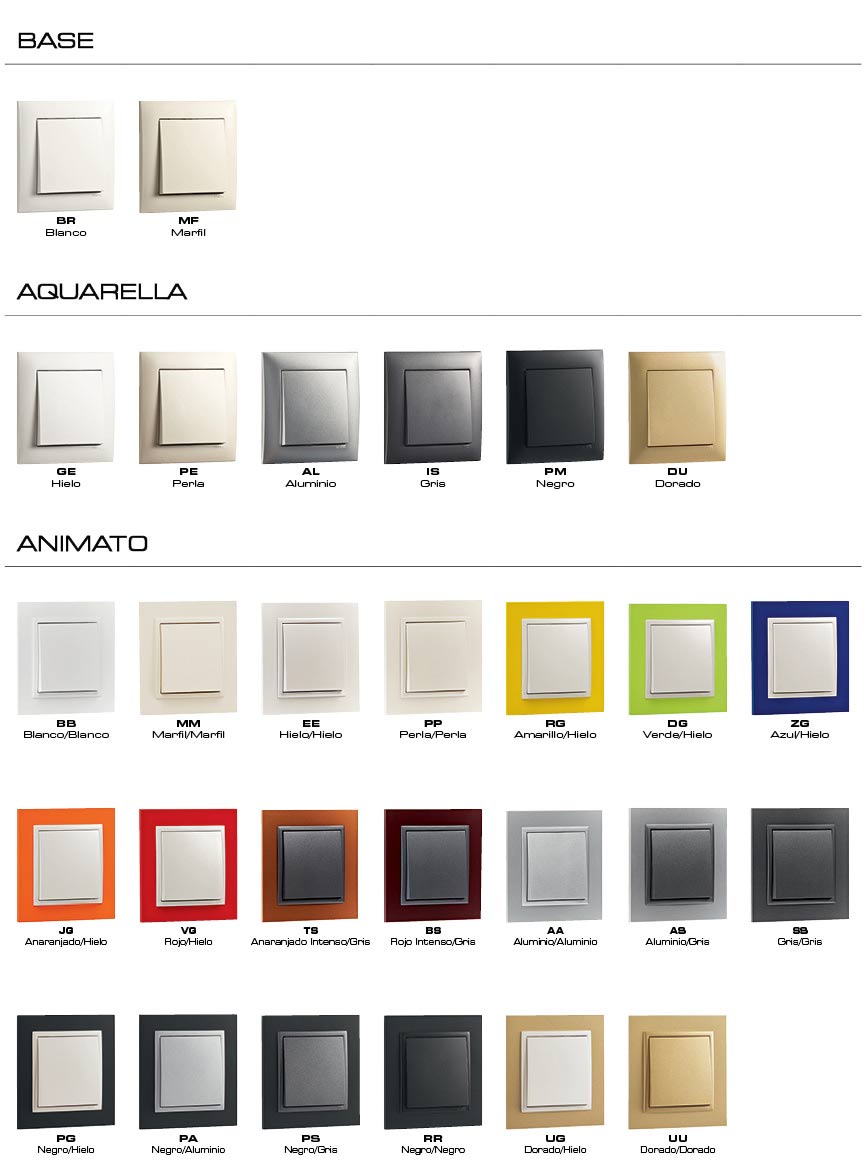 BASE
BR MF
Blanco Marfil
AQUARELLA
GE PE AL IS PM DU
Hielo Perla Aluminio Gris Negro Dorado
ANIMATO
BB MM EE PP RG DG ZG
Blanco/Blanco Marfil/Marfil Hielo/Hielo Perla/Perla Amarillo/Hielo Verde/Hielo Azul/Hielo
JG VG TS BS AA AS SS
Anaranjado/Hielo Rojo/Hielo Anaranjado Intenso/Gris Rojo Intenso/Gris Aluminio/Aluminio Aluminio/Gris Gris/Gris
PG PA PS RR UG UU
Negro/Hielo Negro/Aluminio Negro/Gris Negro/Negro Dorado/Hielo Dorado/Dorado